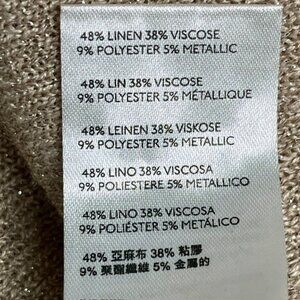 48% LINEN 38% VISCOSE
9% POLYESTER 5% METALLIC
48% LIN 38% VISCOSE
9% POLYESTER 5% MÉTALLIQUE
48% LEINEN 38% VISKOSE
9% POLYESTER 5% METALLIC
48% LINO 38% VISCOSA
9% POLIESTERE 5% METALLICO
48% LINO 38% VISCOSA
9% POLIÉSTER 5% METÁLICO
48% 亞麻布 38% 粘膠
9% 聚酯纖維 5% 金屬的